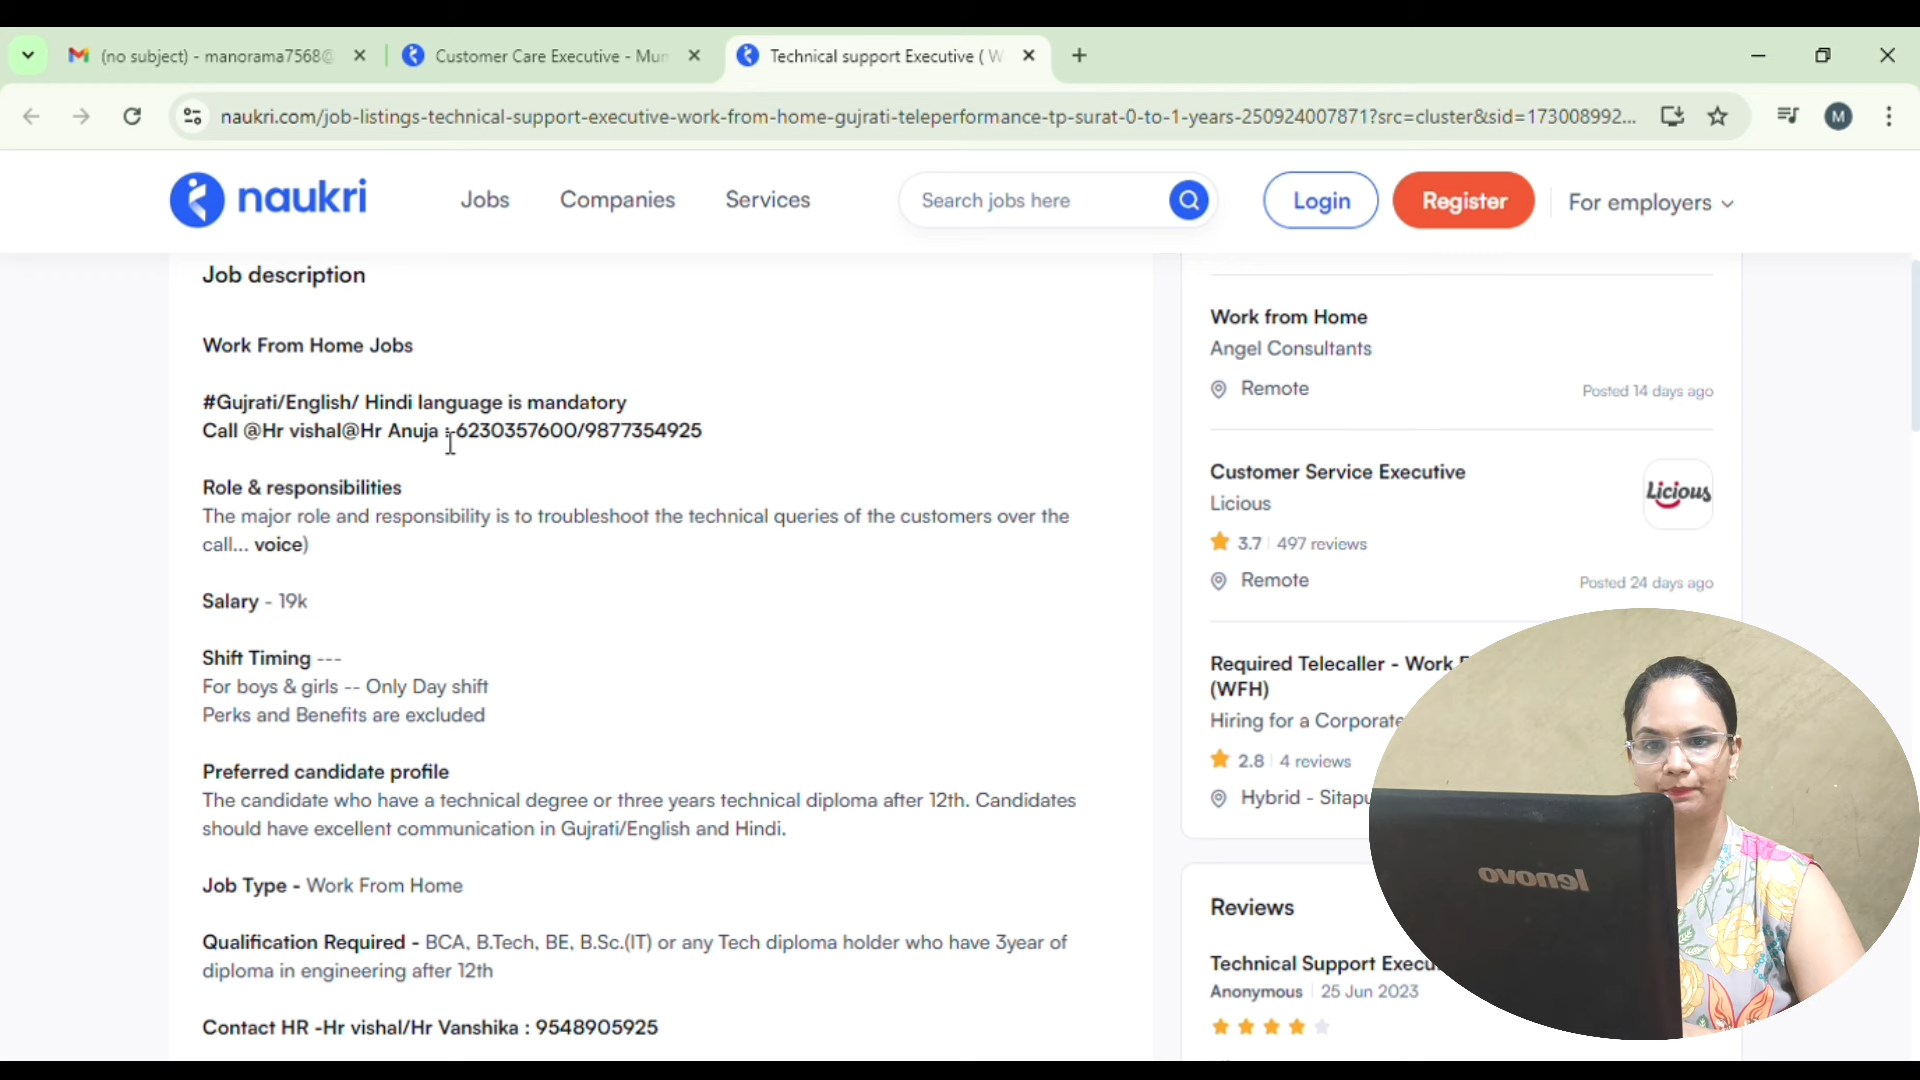 (no subject) - manorama7568@
Customer Care Executive - Mum
Technical support Executive ( W
naukri.com/job-listings-technical-support-executive-work-from-home-gujrati-teleperformance-tp-surat-0-to-1-years-250924007871?src=cluster&sid=173008992...
M
naukri
Jobs
Companies
Services
Search jobs here
Login
Register
For employers
Job description
Work From Home Jobs
#Gujrati/English/ Hindi language is mandatory
Call @Hr vishal@Hr Anuja :-6230357600/9877354925
Role & responsibilities
The major role and responsibility is to troubleshoot the technical queries of the customers over the
call... voice)
Salary - 19k
Shift Timing ---
For boys & girls -- Only Day shift
Perks and Benefits are excluded
Preferred candidate profile
The candidate who have a technical degree or three years technical diploma after 12th. Candidates
should have excellent communication in Gujrati/English and Hindi.
Job Type - Work From Home
Qualification Required - BCA, B.Tech, BE, B.Sc.(IT) or any Tech diploma holder who have 3year of
diploma in engineering after 12th
Contact HR -Hr vishal/Hr Vanshika : 9548905925
Work from Home
Angel Consultants
Remote
Posted 14 days ago
Customer Service Executive
Licious
Licious
3.7 | 497 reviews
Remote
Posted 24 days ago
Required Telecaller - Work F
(WFH)
Hiring for a Corporate
2.8 | 4 reviews
Hybrid - Sitapu
Reviews
Technical Support Execu
Anonymous | 25 Jun 2023
lenovo